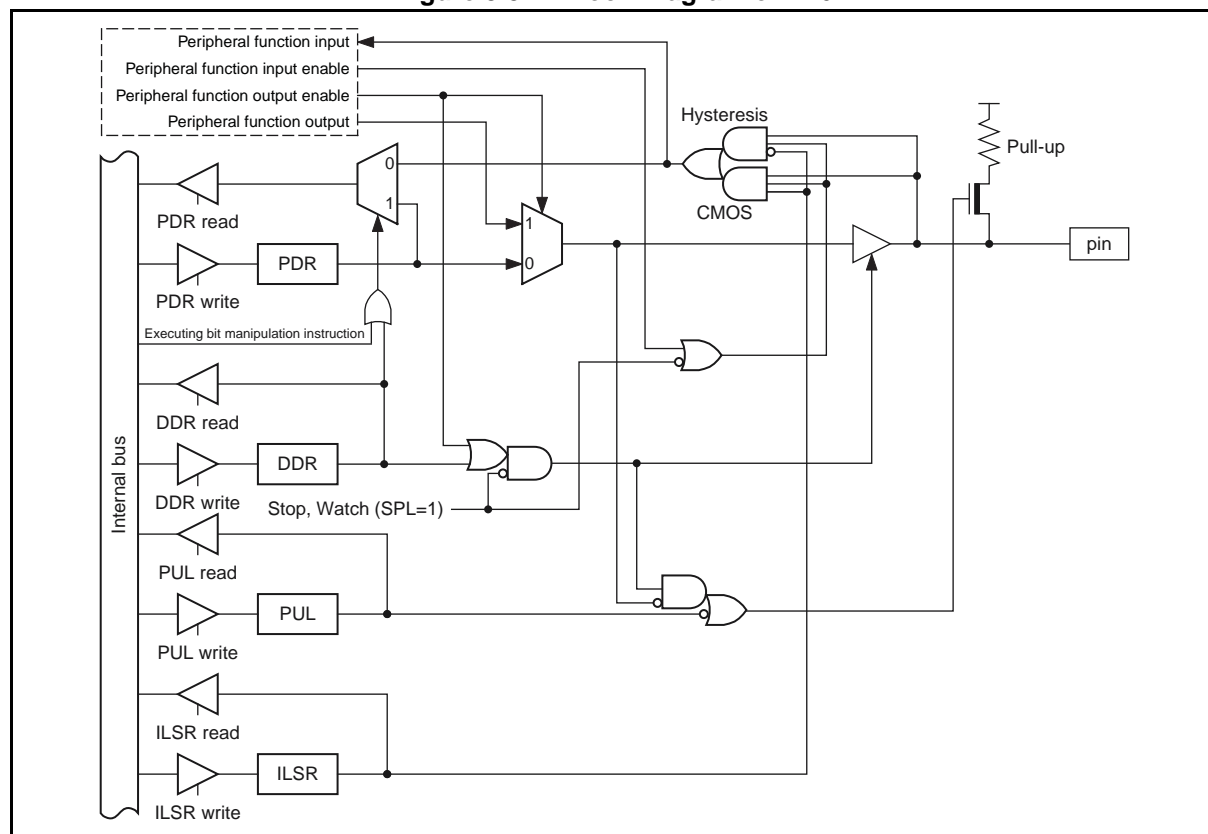 Peripheral function input
Peripheral function input enable
Peripheral function output enable
Peripheral function output
Hysteresis
Pull-up
0
1
CMOS
PDR read
1
pin
PDR
0
PDR write
Executing bit manipulation instruction
DDR read
Internal bus
DDR
DDR write
Stop, Watch (SPL=1)
PUL read
PUL
PUL write
ILSR read
ILSR
ILSR write